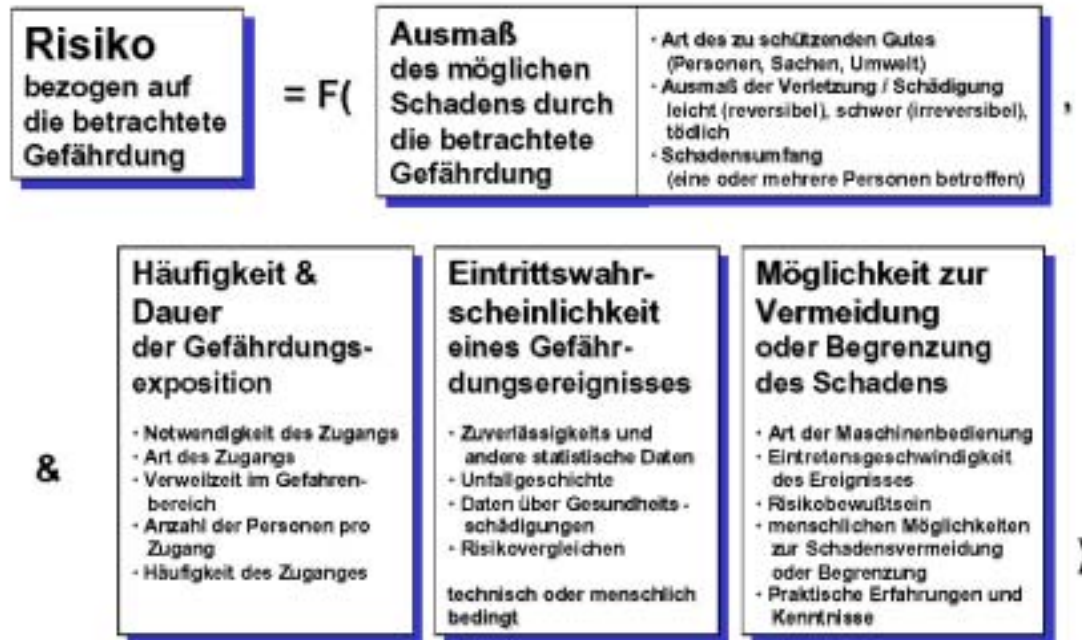 Risiko
bezogen auf
die betrachtete
Gefährdung
= F(
Ausmaß
des möglichen
Schadens durch
die betrachtete
Gefährdung
· Art des zu schützenden Gutes
(Personen, Sachen, Umwelt)
· Ausmaß der Verletzung / Schädigung
leicht (reversibel), schwer (irreversibel),
tödlich
· Schadensumfang
(eine oder mehrere Personen betroffen)
,
&
Häufigkeit &
Dauer
der Gefährdungs-
exposition
· Notwendigkeit des Zugangs
· Art des Zugangs
· Verweilzeit im Gefahren-
bereich
· Anzahl der Personen pro
Zugang
· Häufigkeit des Zuganges
Eintrittswahr-
scheinlichkeit
eines Gefähr-
dungsereignisses
· Zuverlässigkeits und
andere statistische Daten
· Unfallgeschichte
· Daten über Gesundheits-
schädigungen
· Risikovergleichen
technisch oder menschlich
bedingt
Möglichkeit zur
Vermeidung
oder Begrenzung
des Schadens
· Art der Maschinenbedienung
· Eintretensgeschwindigkeit
des Ereignisses
· Risikobewußtsein
· menschlichen Möglichkeiten
zur Schadensvermeidung
oder Begrenzung
· Praktische Erfahrungen und
Kenntnisse